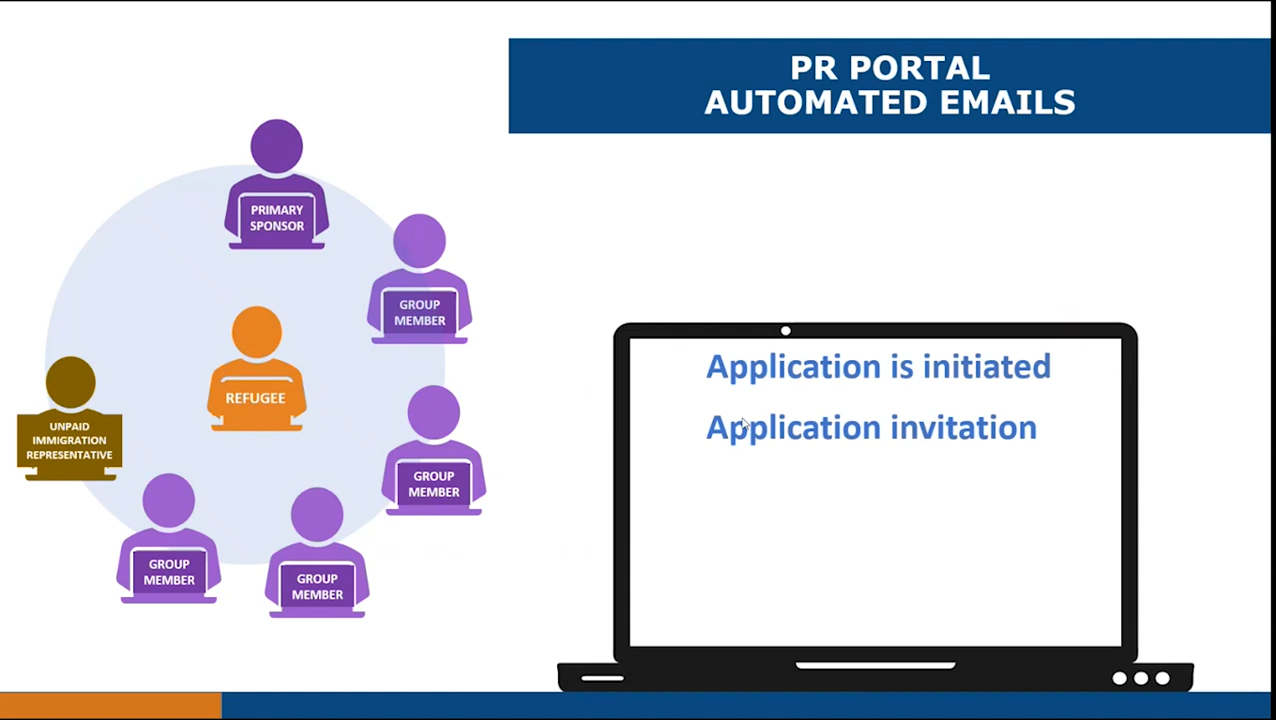 PR PORTAL
AUTOMATED EMAILS
PRIMARY
SPONSOR
GROUP
MEMBER
REFUGEE
UNPAID
IMMIGRATION
REPRESENTATIVE
GROUP
MEMBER
GROUP
MEMBER
GROUP
MEMBER
Application is initiated
Application invitation